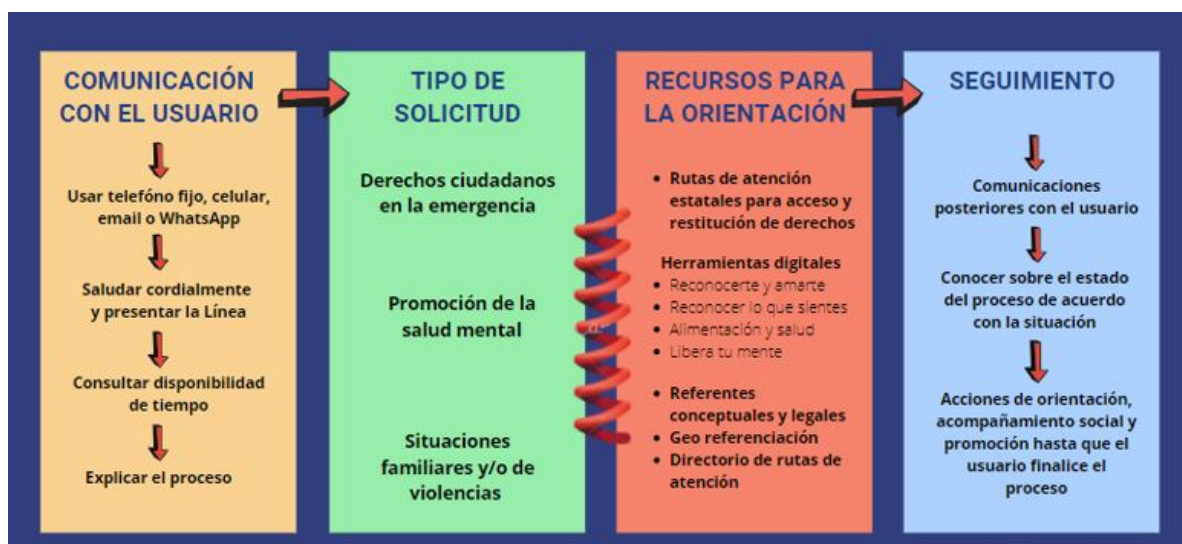 COMUNICACIÓN
CON EL USUARIO
Usar telefóno fijo, celular,
email o WhatsApp
Saludar cordialmente
y presentar la Línea
Consultar disponibilidad
de tiempo
Explicar el proceso
TIPO DE
SOLICITUD
Derechos ciudadanos
en la emergencia
Promoción de la
salud mental
Situaciones
familiares y/o de
violencias
RECURSOS PARA
LA ORIENTACIÓN
• Rutas de atención
estatales para acceso y
restitución de derechos
Herramientas digitales
• Reconocerte y amarte
• Reconocer lo que sientes
• Alimentación y salud
• Libera tu mente
• Referentes
conceptuales y legales
• Geo referenciación
• Directorio de rutas de
atención
SEGUIMIENTO
Comunicaciones
posteriores con el usuario
Conocer sobre el estado
del proceso de acuerdo
con la situación
Acciones de orientación,
acompañamiento social y
promoción hasta que el
usuario finalice el
proceso